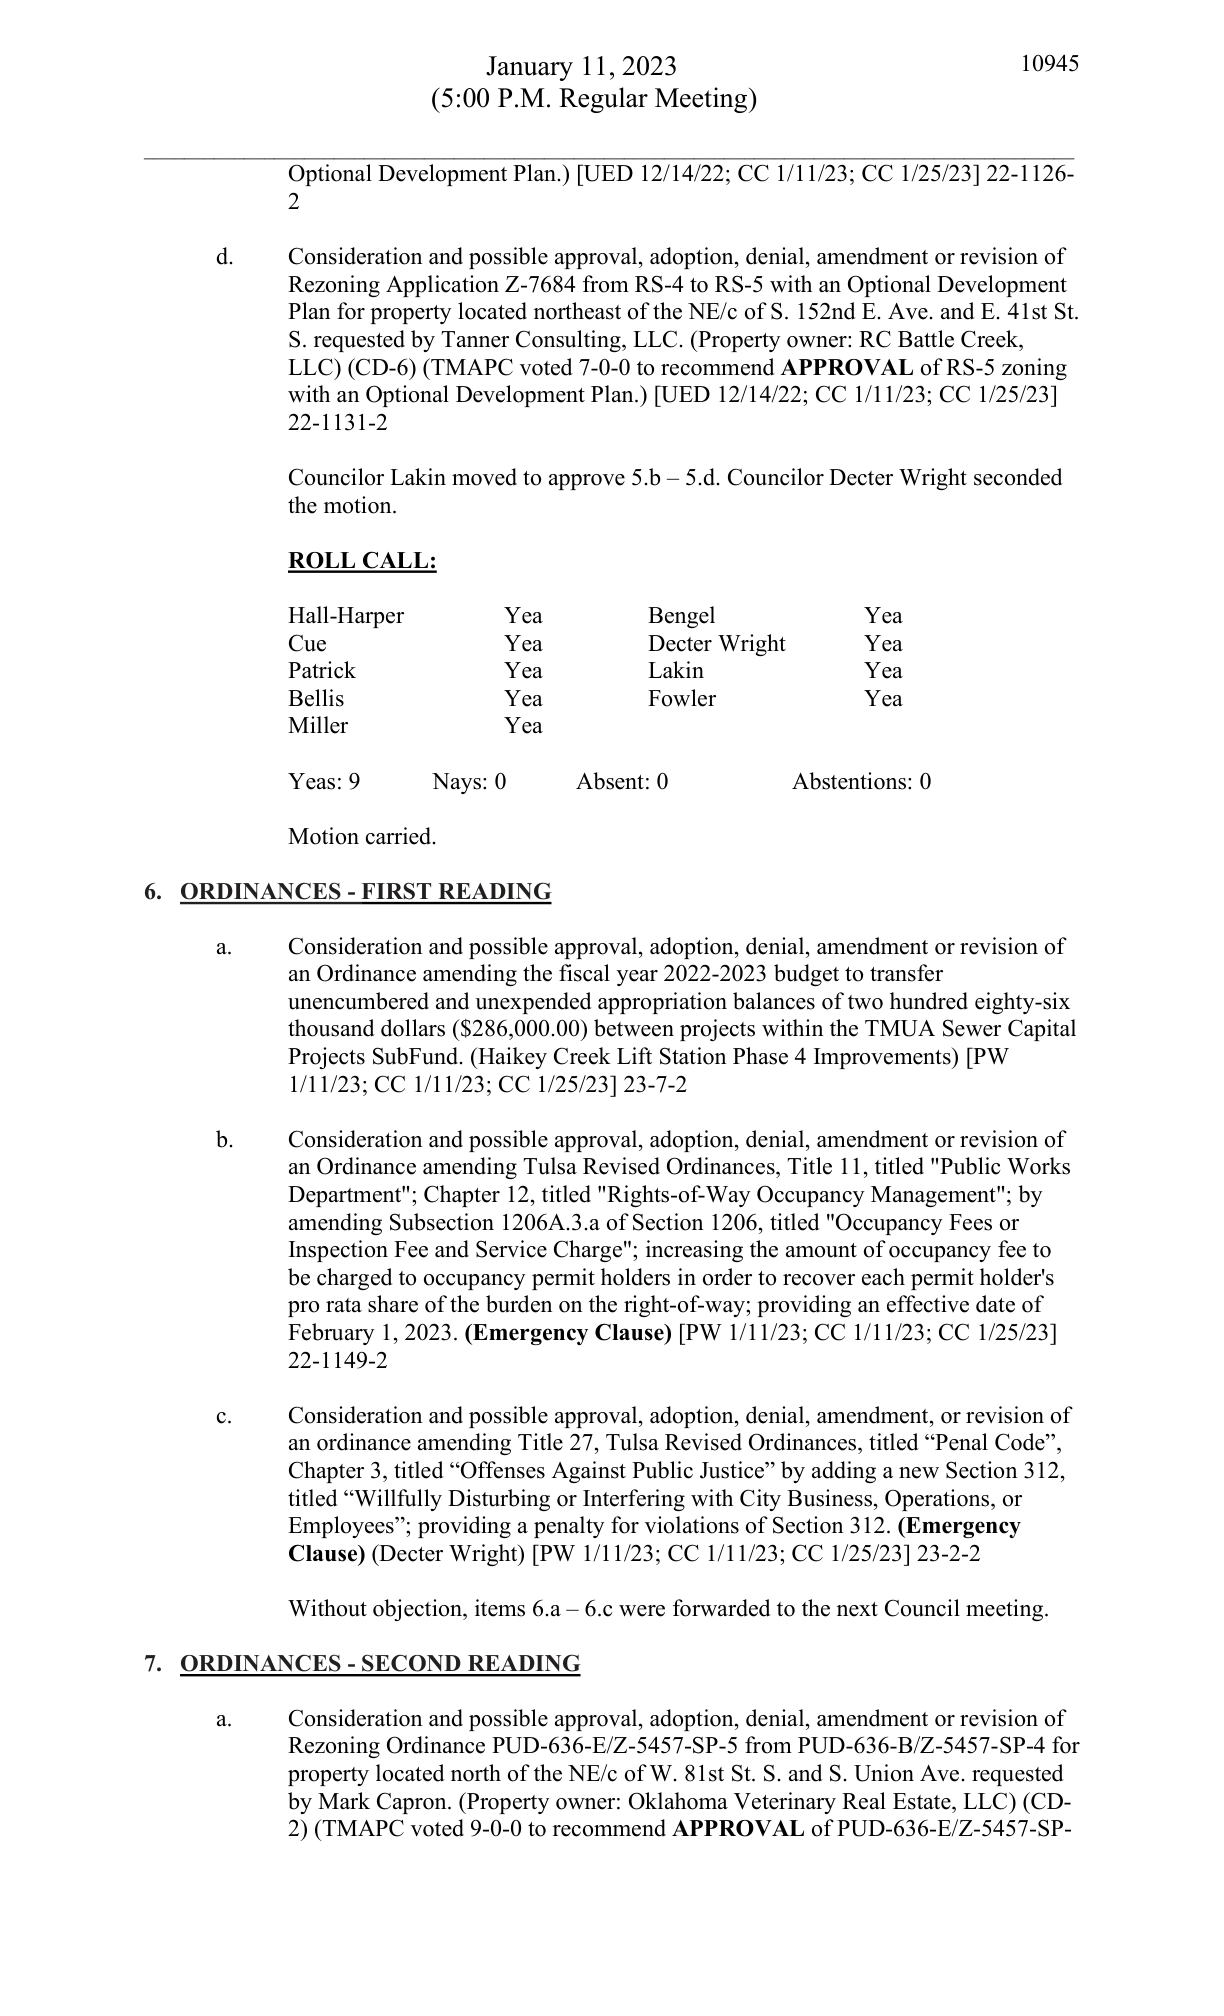 January 11, 2023
10945
(5:00 P.M. Regular Meeting)
Optional Development Plan.) [UED 12/14/22; CC 1/11/23; CC 1/25/23] 22-1126-
2
d. Consideration and possible approval, adoption, denial, amendment or revision of
Rezoning Application Z-7684 from RS-4 to RS-5 with an Optional Development
Plan for property located northeast of the NE/c of S. 152nd E. Ave. and E. 41st St.
S. requested by Tanner Consulting, LLC. (Property owner: RC Battle Creek,
LLC) (CD-6) (TMAPC voted 7-0-0 to recommend APPROVAL of RS-5 zoning
with an Optional Development Plan.) [UED 12/14/22; CC 1/11/23; CC 1/25/23]
22-1131-2
Councilor Lakin moved to approve 5.b – 5.d. Councilor Decter Wright seconded
the motion.
ROLL CALL:
Hall-Harper Yea Bengel Yea
Cue Yea Decter Wright Yea
Patrick Yea Lakin Yea
Bellis Yea Fowler Yea
Miller Yea
Yeas: 9 Nays: 0 Absent: 0 Abstentions: 0
Motion carried.
6. ORDINANCES - FIRST READING
a. Consideration and possible approval, adoption, denial, amendment or revision of
an Ordinance amending the fiscal year 2022-2023 budget to transfer
unencumbered and unexpended appropriation balances of two hundred eighty-six
thousand dollars ($286,000.00) between projects within the TMUA Sewer Capital
Projects SubFund. (Haikey Creek Lift Station Phase 4 Improvements) [PW
1/11/23; CC 1/11/23; CC 1/25/23] 23-7-2
b. Consideration and possible approval, adoption, denial, amendment or revision of
an Ordinance amending Tulsa Revised Ordinances, Title 11, titled "Public Works
Department"; Chapter 12, titled "Rights-of-Way Occupancy Management"; by
amending Subsection 1206A.3.a of Section 1206, titled "Occupancy Fees or
Inspection Fee and Service Charge"; increasing the amount of occupancy fee to
be charged to occupancy permit holders in order to recover each permit holder's
pro rata share of the burden on the right-of-way; providing an effective date of
February 1, 2023. (Emergency Clause) [PW 1/11/23; CC 1/11/23; CC 1/25/23]
22-1149-2
c. Consideration and possible approval, adoption, denial, amendment, or revision of
an ordinance amending Title 27, Tulsa Revised Ordinances, titled “Penal Code”,
Chapter 3, titled “Offenses Against Public Justice” by adding a new Section 312,
titled “Willfully Disturbing or Interfering with City Business, Operations, or
Employees”; providing a penalty for violations of Section 312. (Emergency
Clause) (Decter Wright) [PW 1/11/23; CC 1/11/23; CC 1/25/23] 23-2-2
Without objection, items 6.a – 6.c were forwarded to the next Council meeting.
7. ORDINANCES - SECOND READING
a. Consideration and possible approval, adoption, denial, amendment or revision of
Rezoning Ordinance PUD-636-E/Z-5457-SP-5 from PUD-636-B/Z-5457-SP-4 for
property located north of the NE/c of W. 81st St. S. and S. Union Ave. requested
by Mark Capron. (Property owner: Oklahoma Veterinary Real Estate, LLC) (CD-
2) (TMAPC voted 9-0-0 to recommend APPROVAL of PUD-636-E/Z-5457-SP-